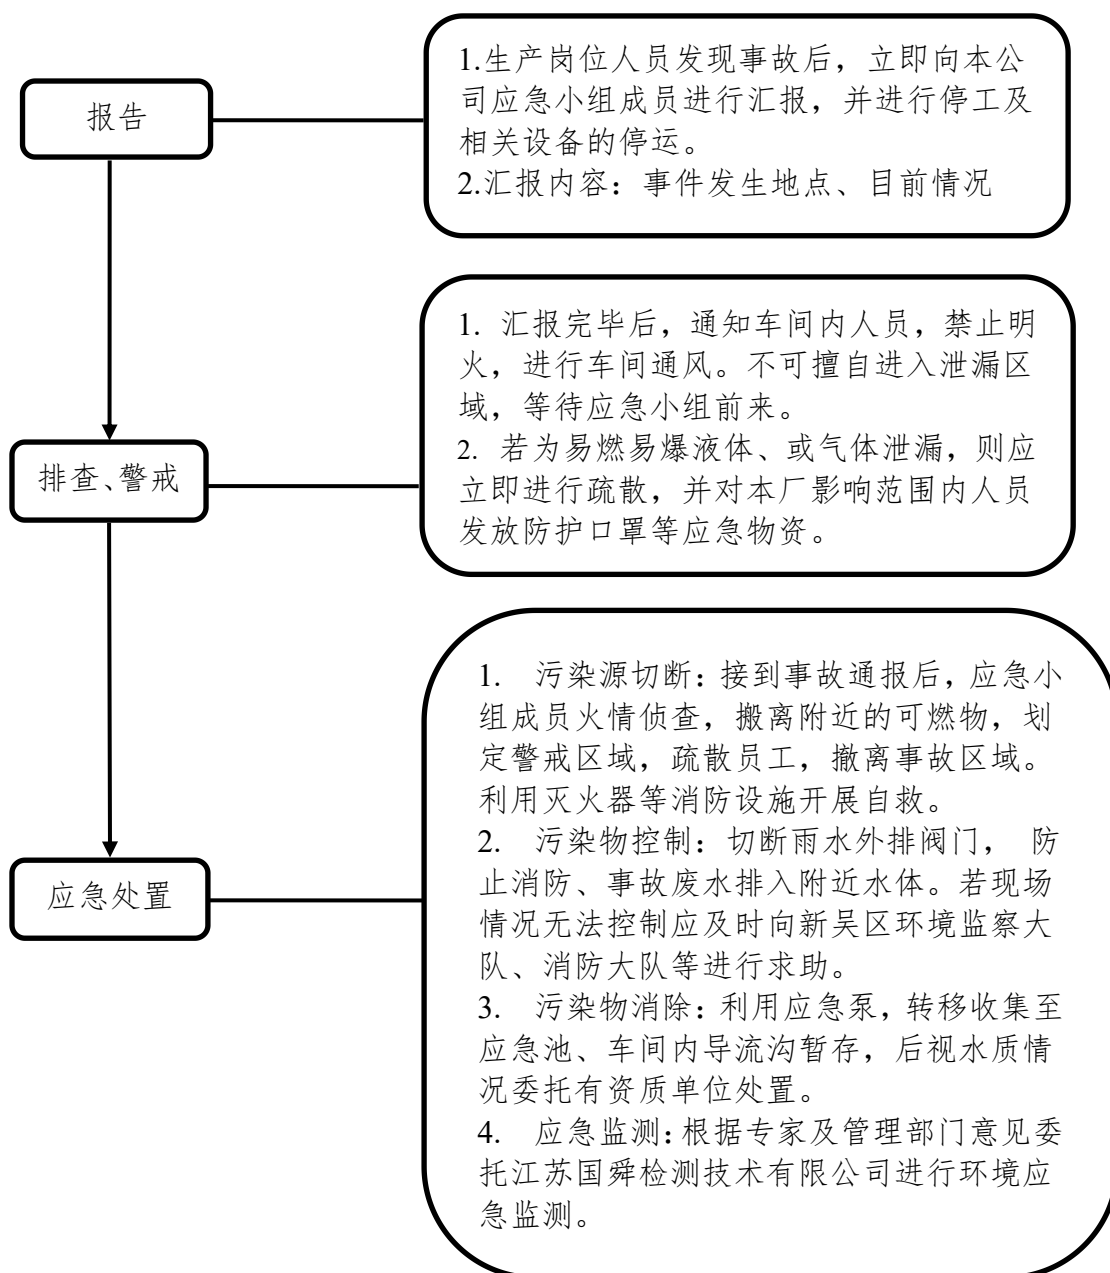 报告
1.生产岗位人员发现事故后，立即向本公
司应急小组成员进行汇报，并进行停工及
相关设备的停运。
2.汇报内容：事件发生地点、目前情况
排查、警戒
1. 汇报完毕后，通知车间内人员，禁止明
火，进行车间通风。不可擅自进入泄漏区
域，等待应急小组前来。
2. 若为易燃易爆液体、或气体泄漏，则应
立即进行疏散，并对本厂影响范围内人员
发放防护口罩等应急物资。
应急处置
1. 污染源切断：接到事故通报后，应急小
组成员火情侦查，搬离附近的可燃物，划
定警戒区域，疏散员工，撤离事故区域。
利用灭火器等消防设施开展自救。
2. 污染物控制：切断雨水外排阀门， 防
止消防、事故废水排入附近水体。若现场
情况无法控制应及时向新吴区环境监察大
队、消防大队等进行求助。
3. 污染物消除：利用应急泵，转移收集至
应急池、车间内导流沟暂存，后视水质情
况委托有资质单位处置。
4. 应急监测：根据专家及管理部门意见委
托江苏国舜检测技术有限公司进行环境应
急监测。